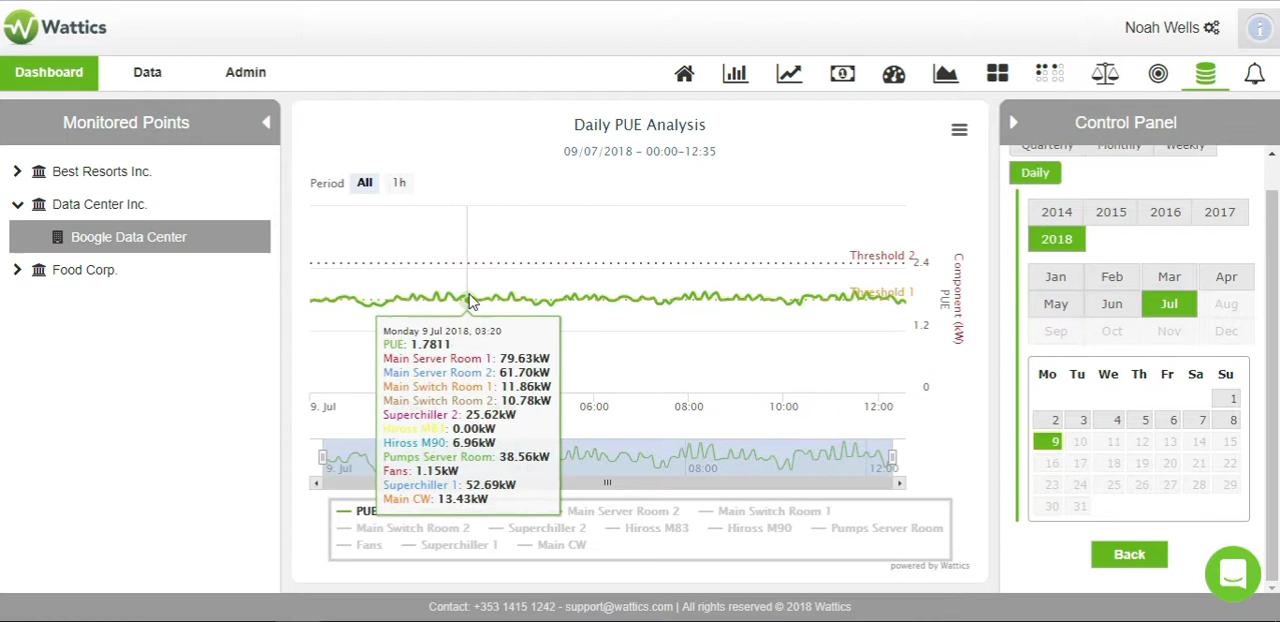 Wattics
Noah Wells
Dashboard Data Admin
Monitored Points
Best Resorts Inc.
Data Center Inc.
Boogle Data Center
Food Corp.
Daily PUE Analysis
09/07/2018 - 00:00-12:35
Period All 1h
Threshold 2
Threshold 1
2.4
1.2
0
PUE
Component (kW)
9. Jul 06:00 08:00 10:00 12:00
Monday 9 Jul 2018, 03:20
PUE: 1.7811
Main Server Room 1: 79.63kW
Main Server Room 2: 61.70kW
Main Switch Room 1: 11.86kW
Main Switch Room 2: 10.78kW
Superchiller 2: 25.62kW
Hiross M83: 0.00kW
Hiross M90: 6.96kW
Pumps Server Room: 38.56kW
Fans: 1.15kW
Superchiller 1: 52.69kW
Main CW: 13.43kW
9. Jul 08:00 12:00
PUE Main Server Room 2 Main Switch Room 1
Main Switch Room 2 Superchiller 2 Hiross M83 Hiross M90 Pumps Server Room
Fans Superchiller 1 Main CW
powered by Wattics
Control Panel
Quarterly Monthly Weekly
Daily
2014 2015 2016 2017
2018
Jan Feb Mar Apr
May Jun Jul Aug
Sep Oct Nov Dec
Mo Tu We Th Fr Sa Su
1
2 3 4 5 6 7 8
9 10 11 12 13 14 15
16 17 18 19 20 21 22
23 24 25 26 27 28 29
30 31
Back
Contact: +353 1415 1242 - support@wattics.com | All rights reserved © 2018 Wattics